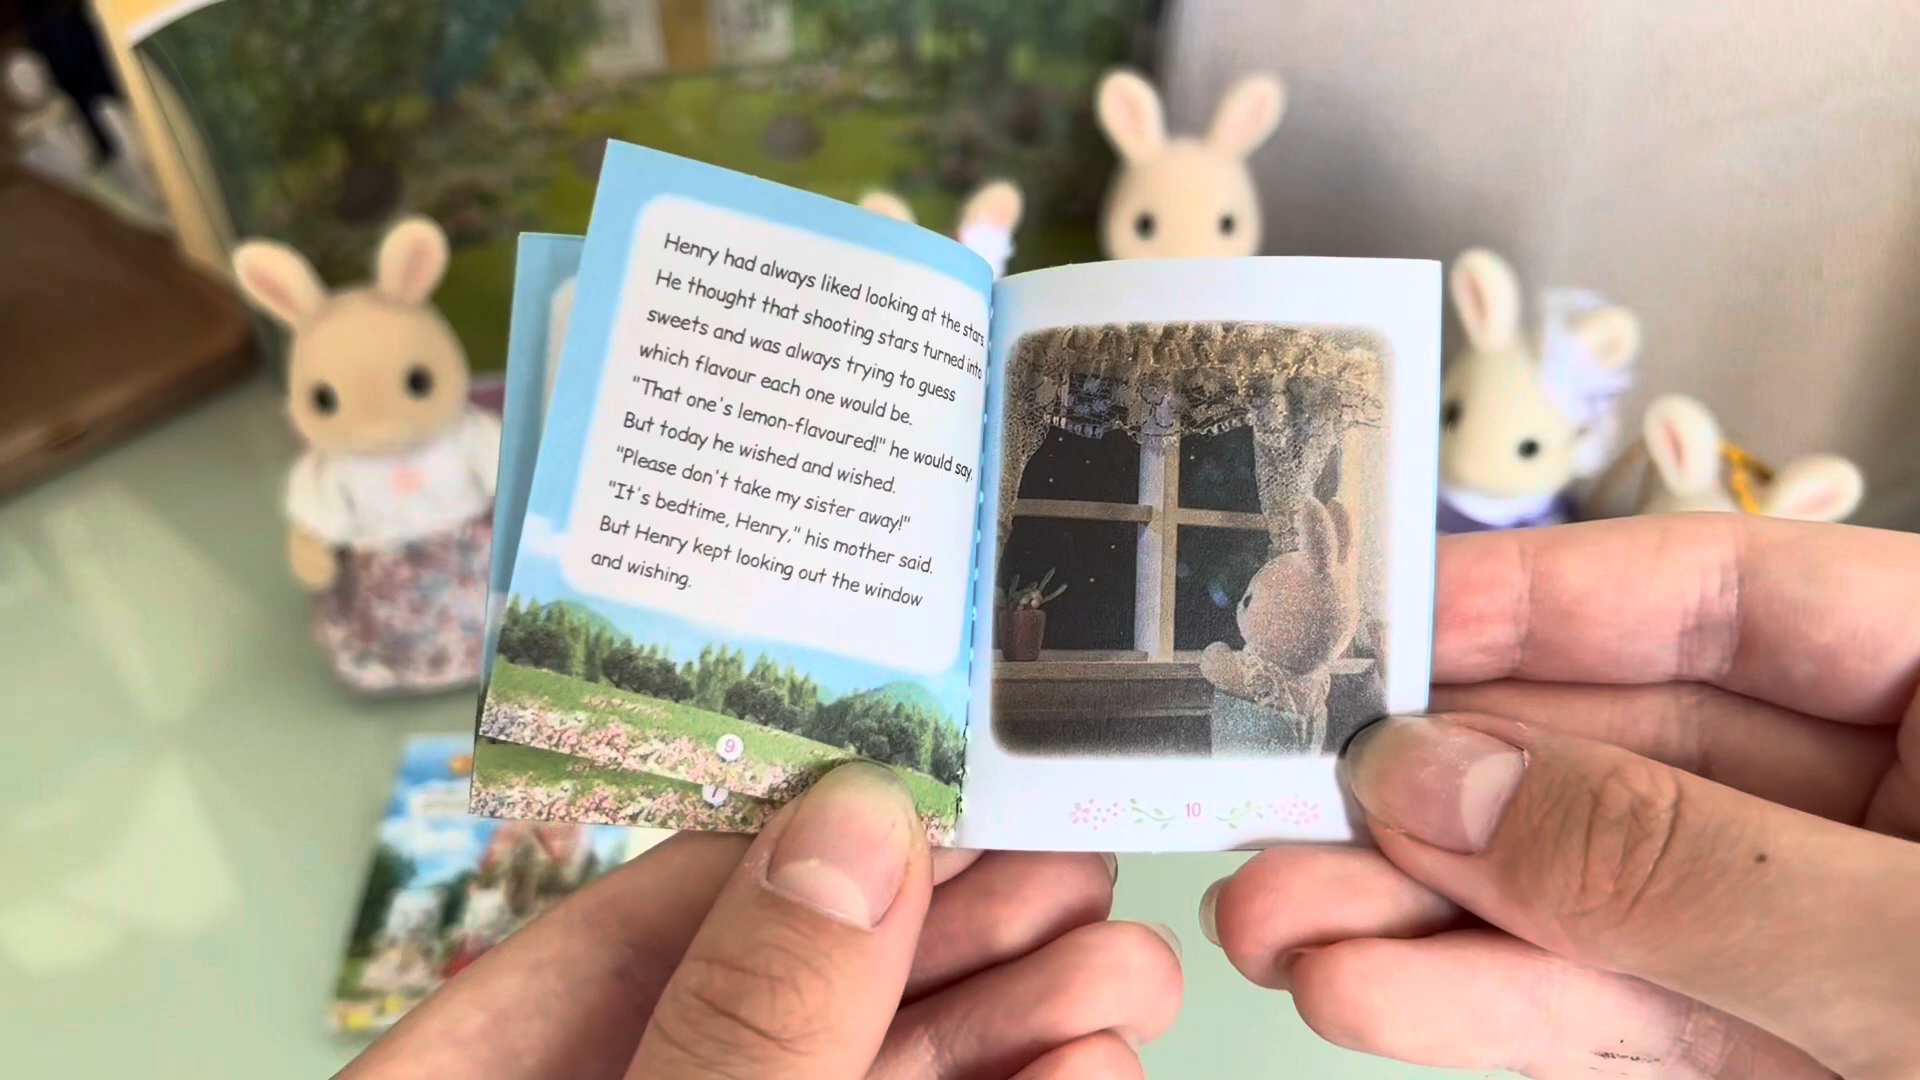 Henry had always liked looking at the stars.
He thought that shooting stars turned into
sweets and was always trying to guess
which flavour each one would be.
"That one's lemon-flavoured!" he would say.
But today he wished and wished.
"Please don't take my sister away!"
"It's bedtime, Henry," his mother said.
But Henry kept looking out the window
and wishing.
9
7
10